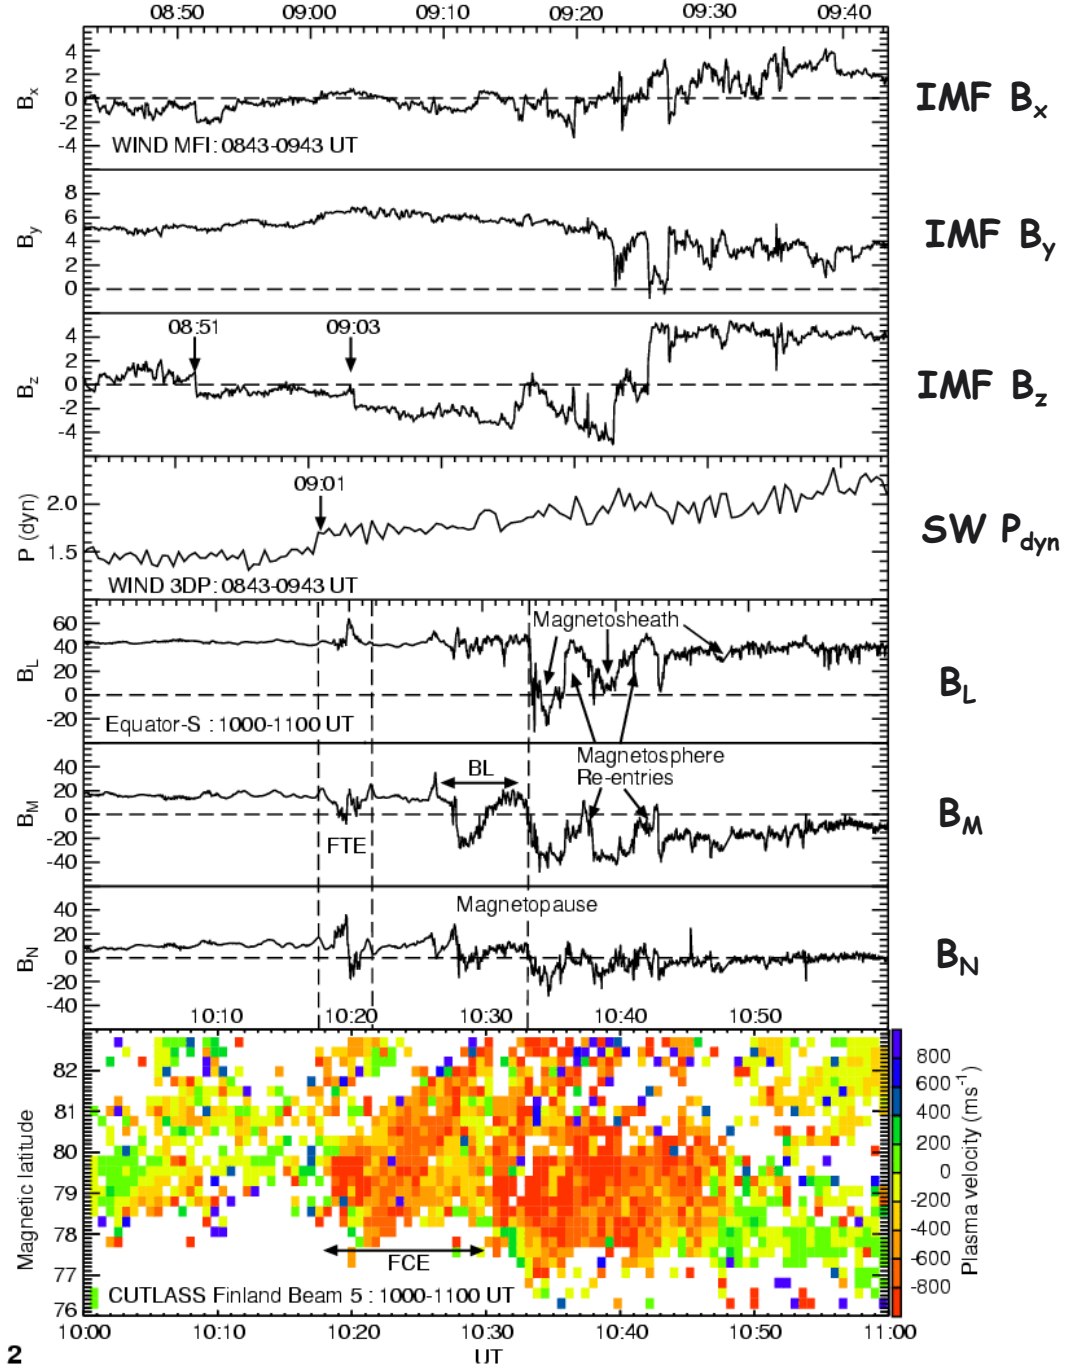 08:50 09:00 09:10 09:20 09:30 09:40
4
2
0
-2
-4
Bx
WIND MFI: 0843-0943 UT
IMF Bx
8
6
4
2
0
By
IMF By
08:51 09:03
4
2
0
-2
-4
Bz
IMF Bz
09:01
2.0
1.5
P (dyn)
WIND 3DP: 0843-0943 UT
SW Pdyn
60
40
20
0
-20
BL
Magnetosheath
Equator-S : 1000-1100 UT
BL
Magnetosphere
Re-entries
40
20
0
-20
-40
BM
BL
FTE
BM
Magnetopause
40
20
0
-20
-40
BN
BN
10:10 10:20 10:30 10:40 10:50
82
81
80
79
78
77
76
Magnetic latitude
FCE
CUTLASS Finland Beam 5 : 1000-1100 UT
800
600
400
200
0
-200
-400
-600
-800
Plasma velocity (ms-1)
10:00 10:10 10:20 10:30 10:40 10:50 11:00
UT
2